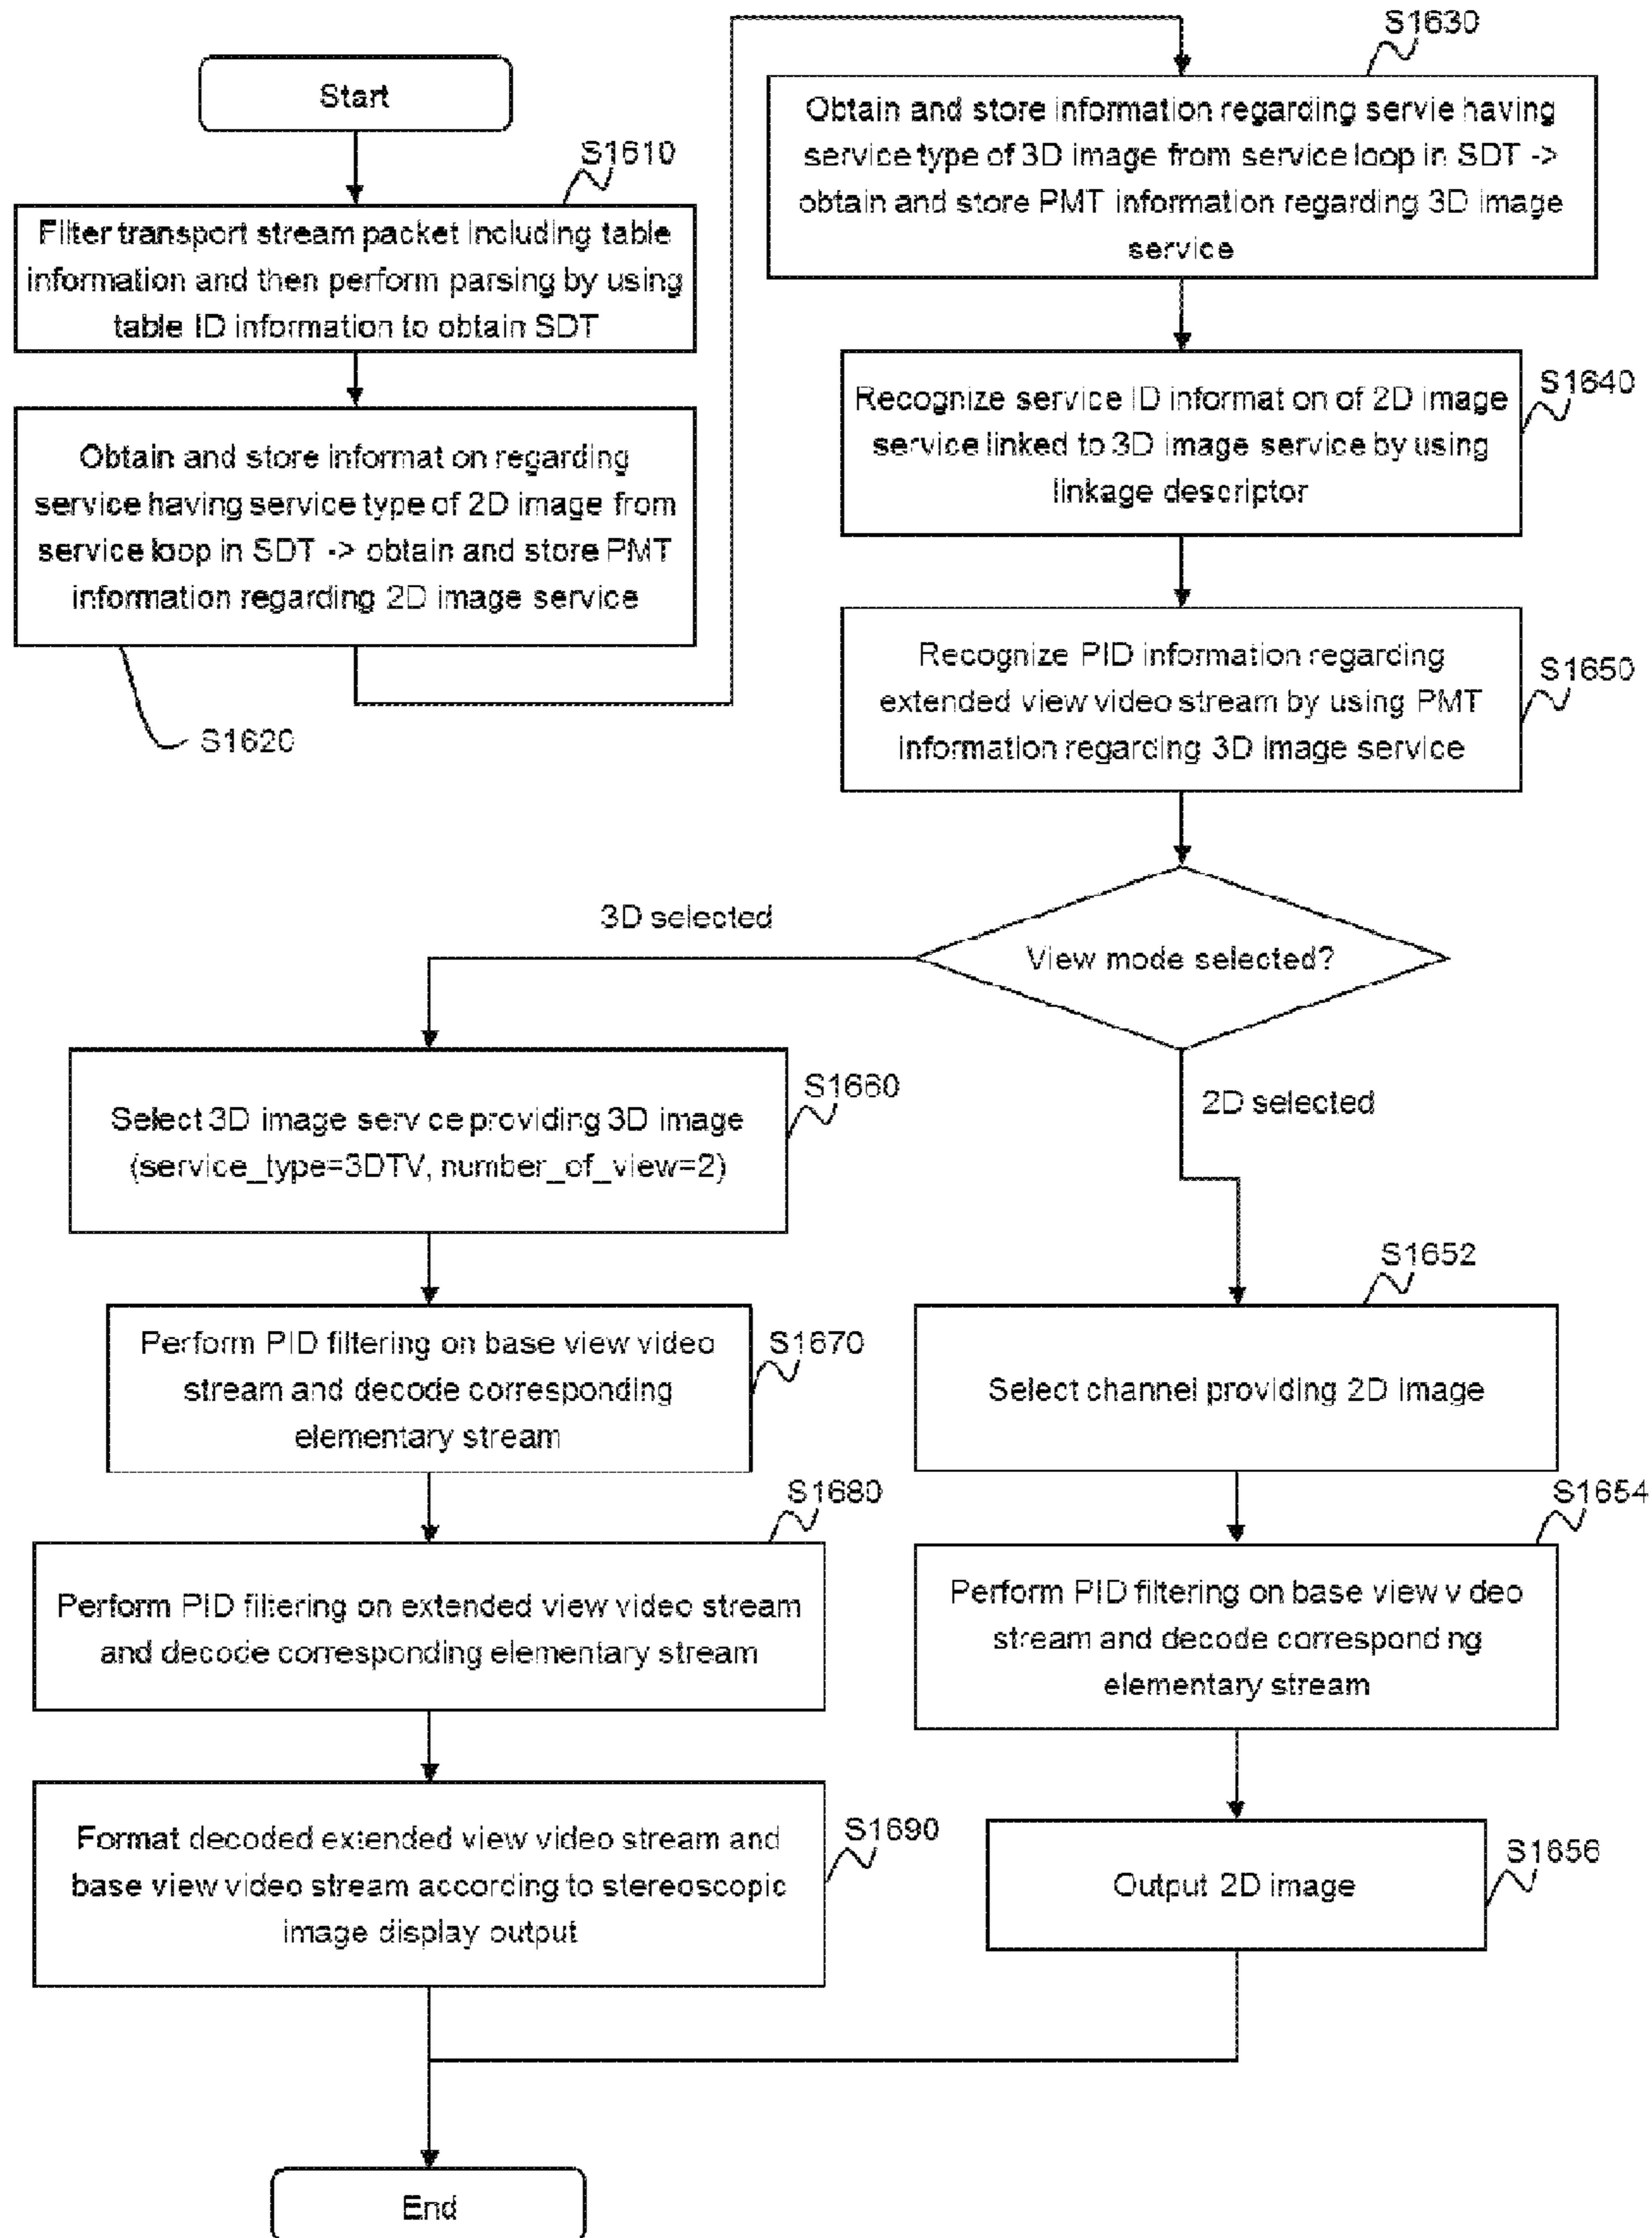 Start
S1610
Filter transport stream packet including table
information and then perform parsing by using
table ID information to obtain SDT
Obtain and store informat on regarding
service having service type of 2D image from
service loop in SDT -> obtain and store PMT
information regarding 2D image service
S1620
S1630
Obtain and store information regarding servie having
service type of 3D image from service loop in SDT ->
obtain and store PMT information regarding 3D image
service
S1640
Recognize service ID informat on of 2D image
service linked to 3D image service by using
linkage descriptor
S1650
Recognize PID information regarding
extended view video stream by using PMT
information regarding 3D image service
View mode selected?
3D selected
2D selected
S1660
Select 3D image serv ce providing 3D image
(service_type=3DTV, number_of_view=2)
S1670
Perform PID filtering on base view video
stream and decode corresponding
elementary stream
S1680
Perform PID filtering on extended view video stream
and decode corresponding elementary stream
S1690
Format decoded extended view video stream and
base view video stream according to stereoscopic
image display output
S1652
Select channel providing 2D image
S1654
Perform PID filtering on base view v deo
stream and decode correspond ng
elementary stream
S1656
Output 2D image
End